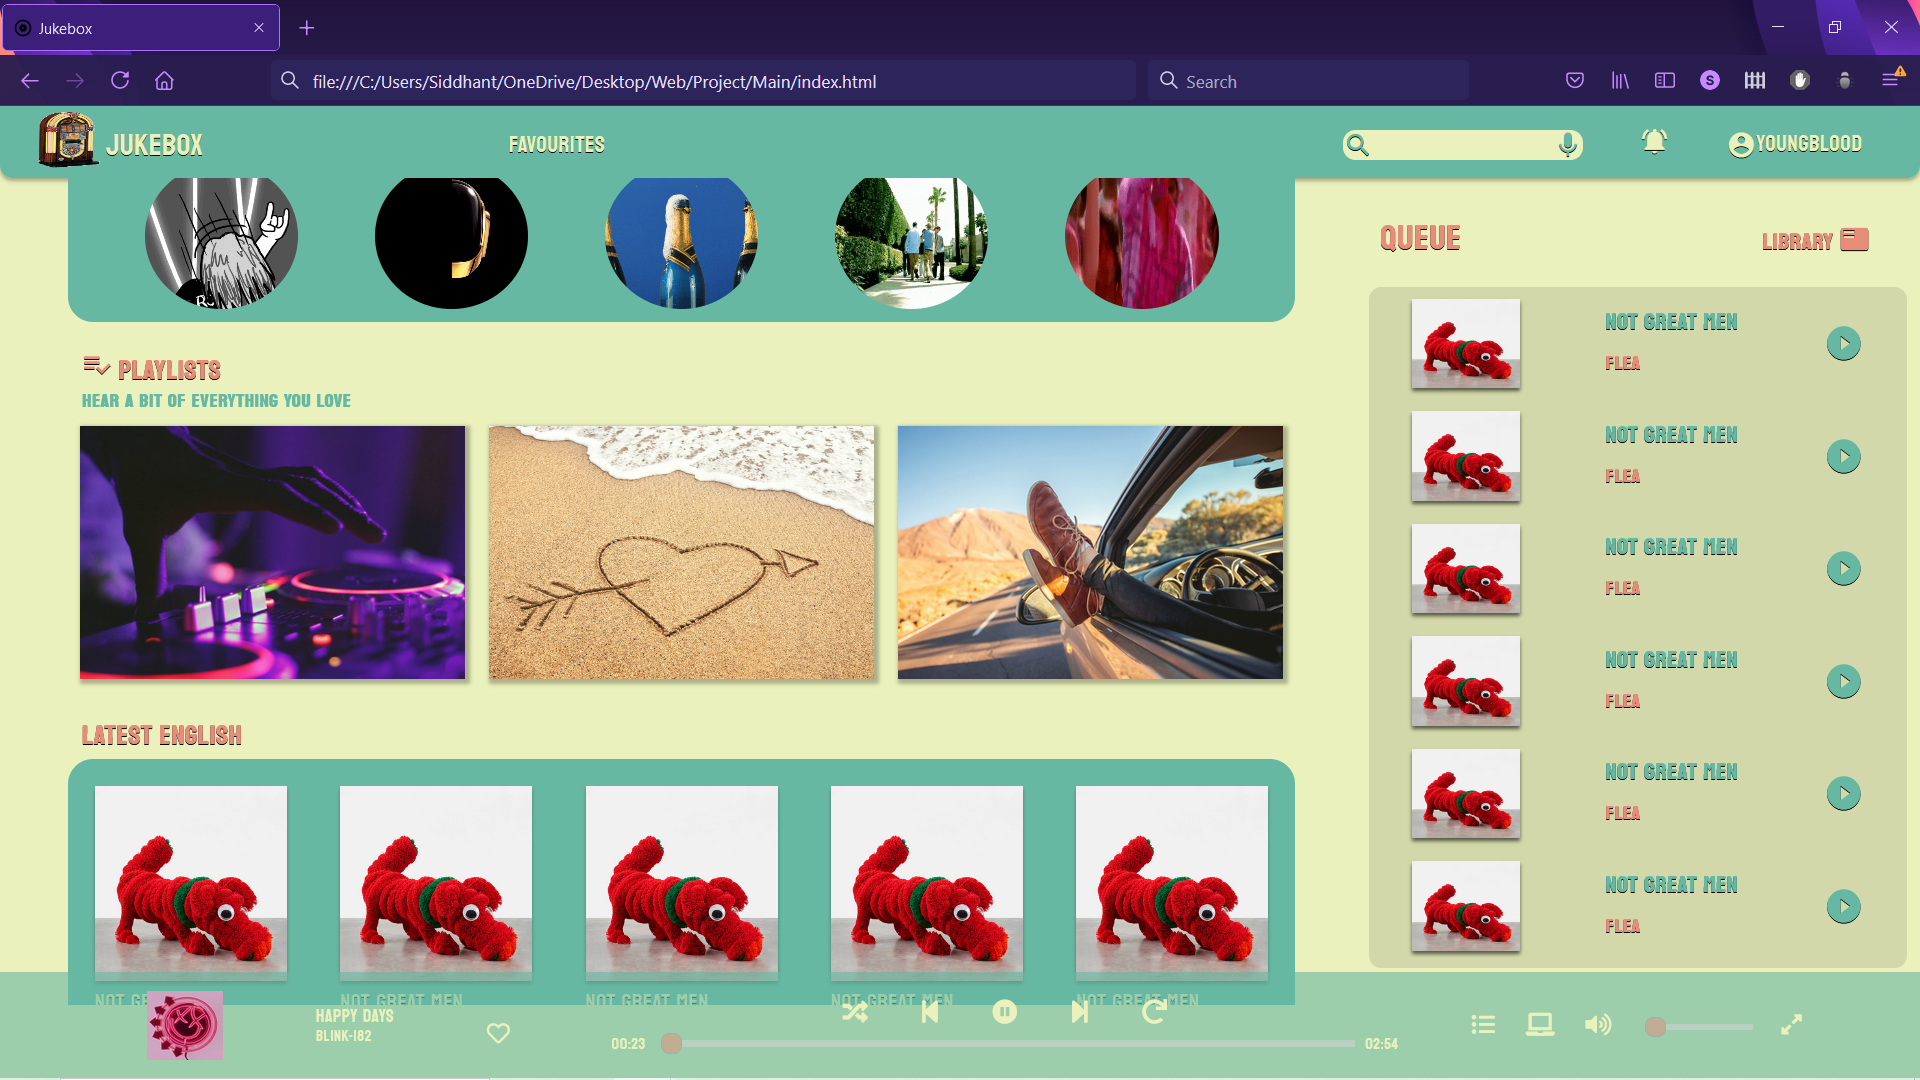 Jukebox
file:///C:/Users/Siddhant/OneDrive/Desktop/Web/Project/Main/index.html
Search
S
JUKEBOX
FAVOURITES
YOUNGBLOOD
QUEUE
LIBRARY
NOT GREAT MEN
FLEA
NOT GREAT MEN
FLEA
NOT GREAT MEN
FLEA
NOT GREAT MEN
FLEA
NOT GREAT MEN
FLEA
NOT GREAT MEN
FLEA
PLAYLISTS
HEAR A BIT OF EVERYTHING YOU LOVE
LATEST ENGLISH
NOT GREAT MEN
NOT GREAT MEN
NOT GREAT MEN
NOT GREAT MEN
NOT GREAT MEN
HAPPY DAYS
BLINK-182
00:23
02:54